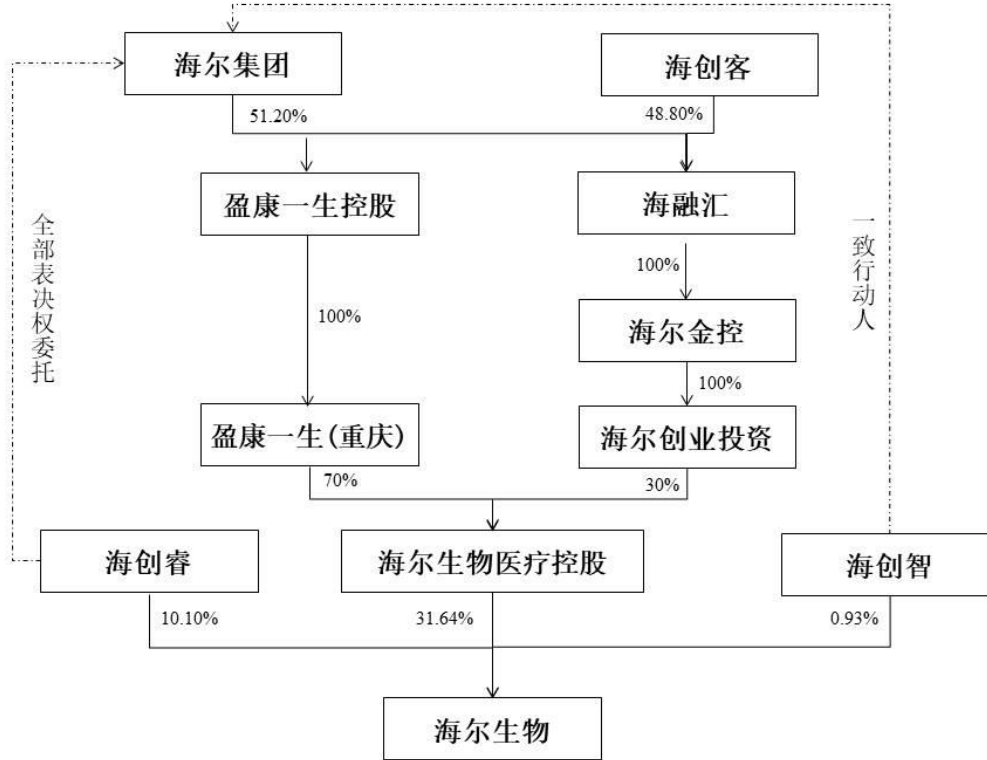 海尔集团
海创客
51.20%
48.80%
盈康一生控股
海融汇
全部表决权委托
一致行动人
100%
100%
海尔金控
100%
盈康一生(重庆)
海尔创业投资
70%
30%
海创睿
海尔生物医疗控股
海创智
10.10%
31.64%
0.93%
海尔生物